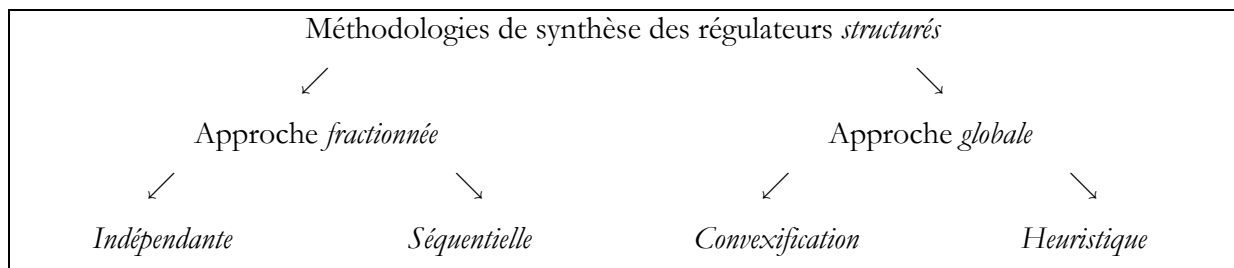 Méthodologies de synthèse des régulateurs structurés
Approche fractionnée Approche globale
Indépendante Séquentielle Convexification Heuristique